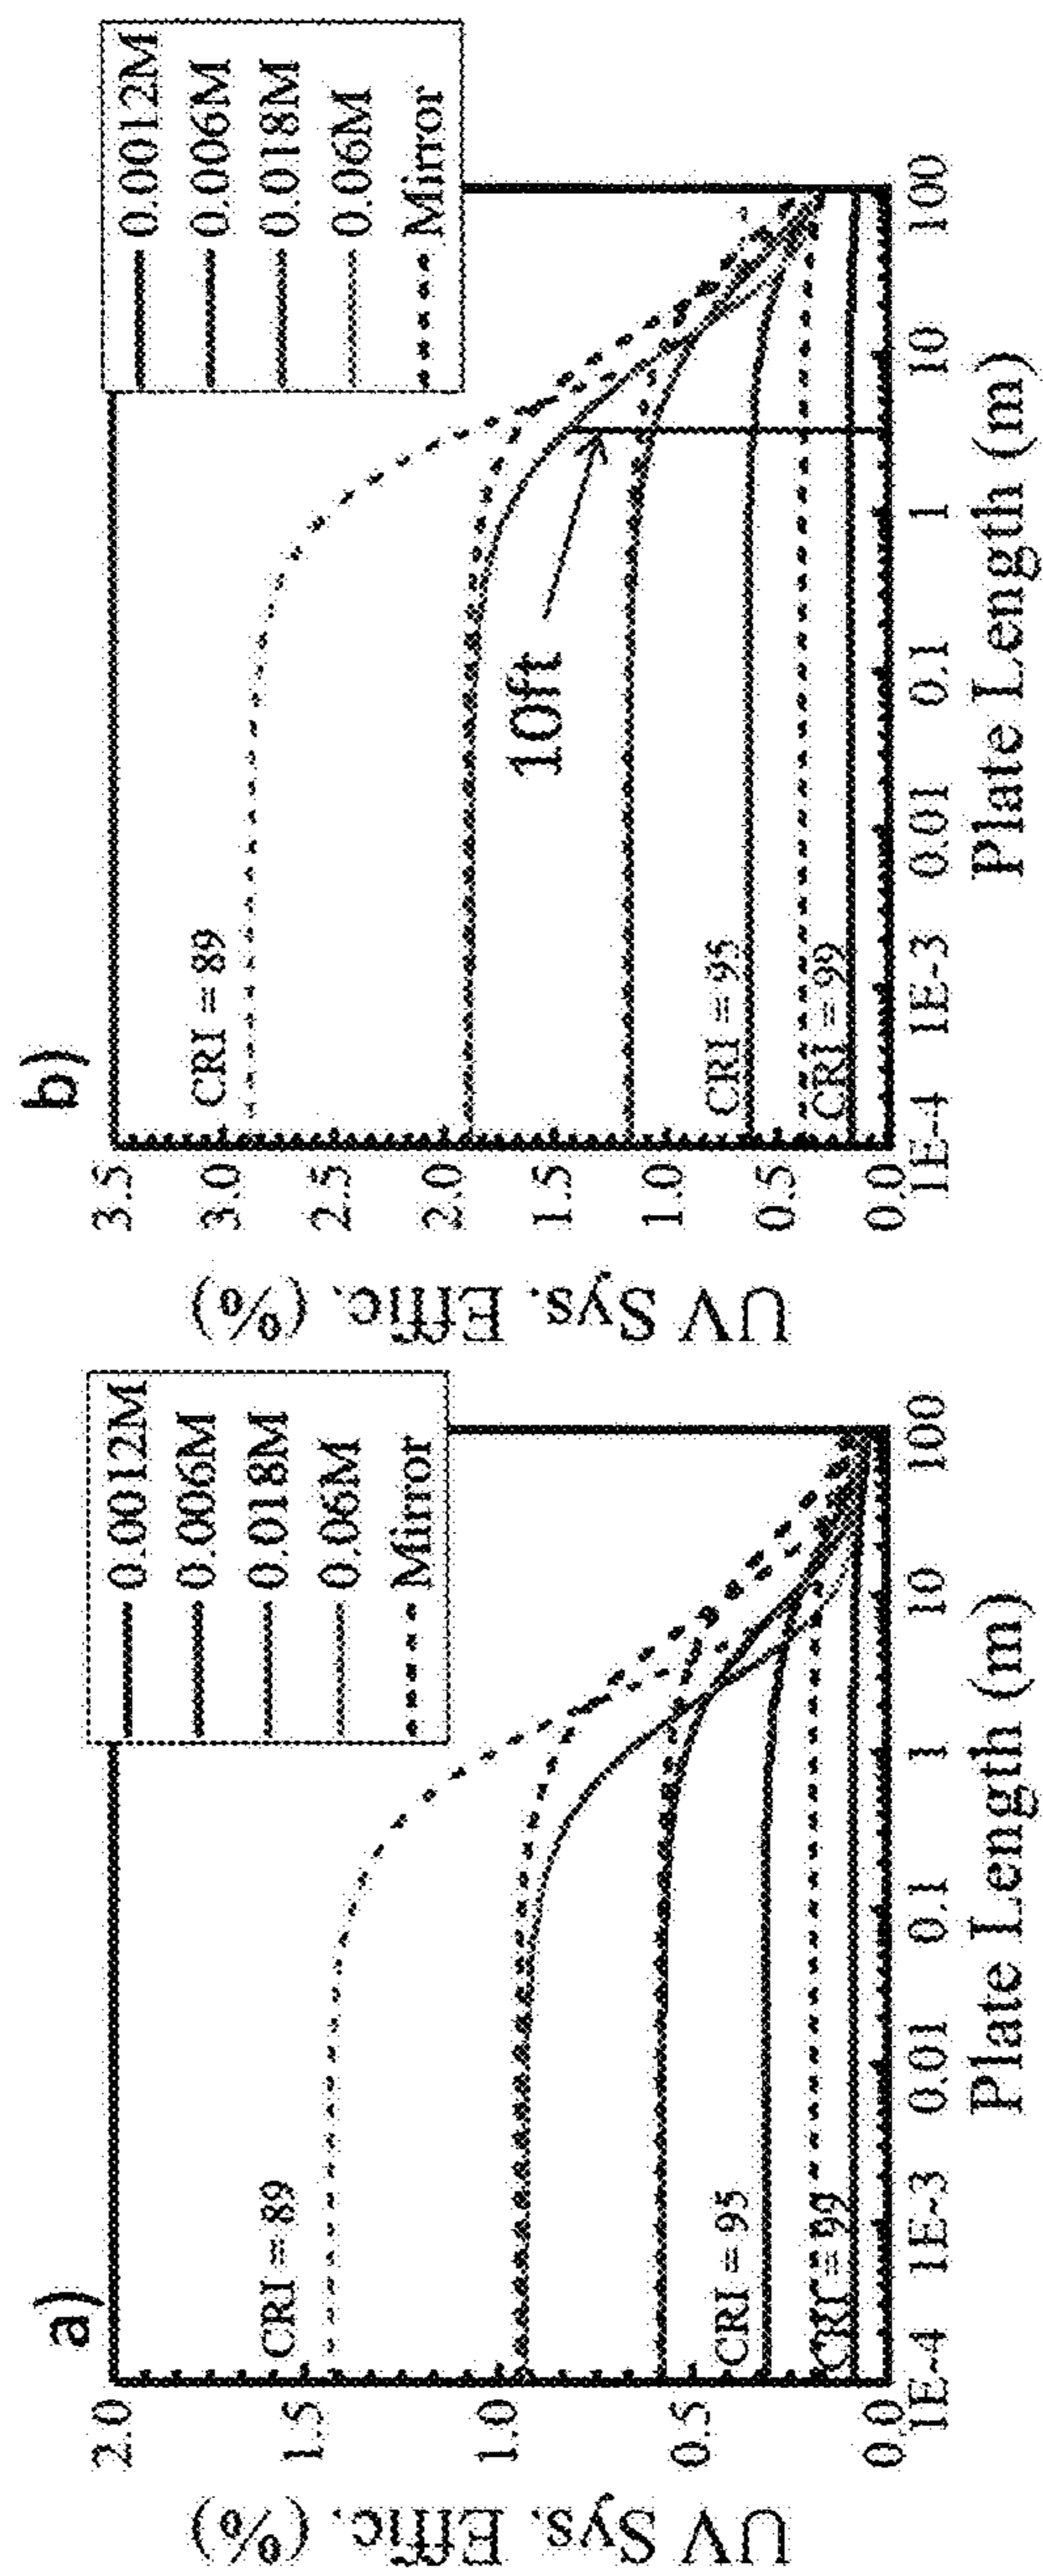 a)
UV Sys. Effic. (%)
2.0
1.5
1.0
0.5
0.0
CRI = 89
CRI = 95
CRI = 99
0.0012M
0.006M
0.018M
0.06M
Mirror
1E-4 1E-3 0.01 0.1 1 10 100
Plate Length (m)
b)
UV Sys. Effic. (%)
3.5
3.0
2.5
2.0
1.5
1.0
0.5
0.0
CRI = 89
CRI = 95
CRI = 99
10ft
0.0012M
0.006M
0.018M
0.06M
Mirror
1E-4 1E-3 0.01 0.1 1 10 100
Plate Length (m)